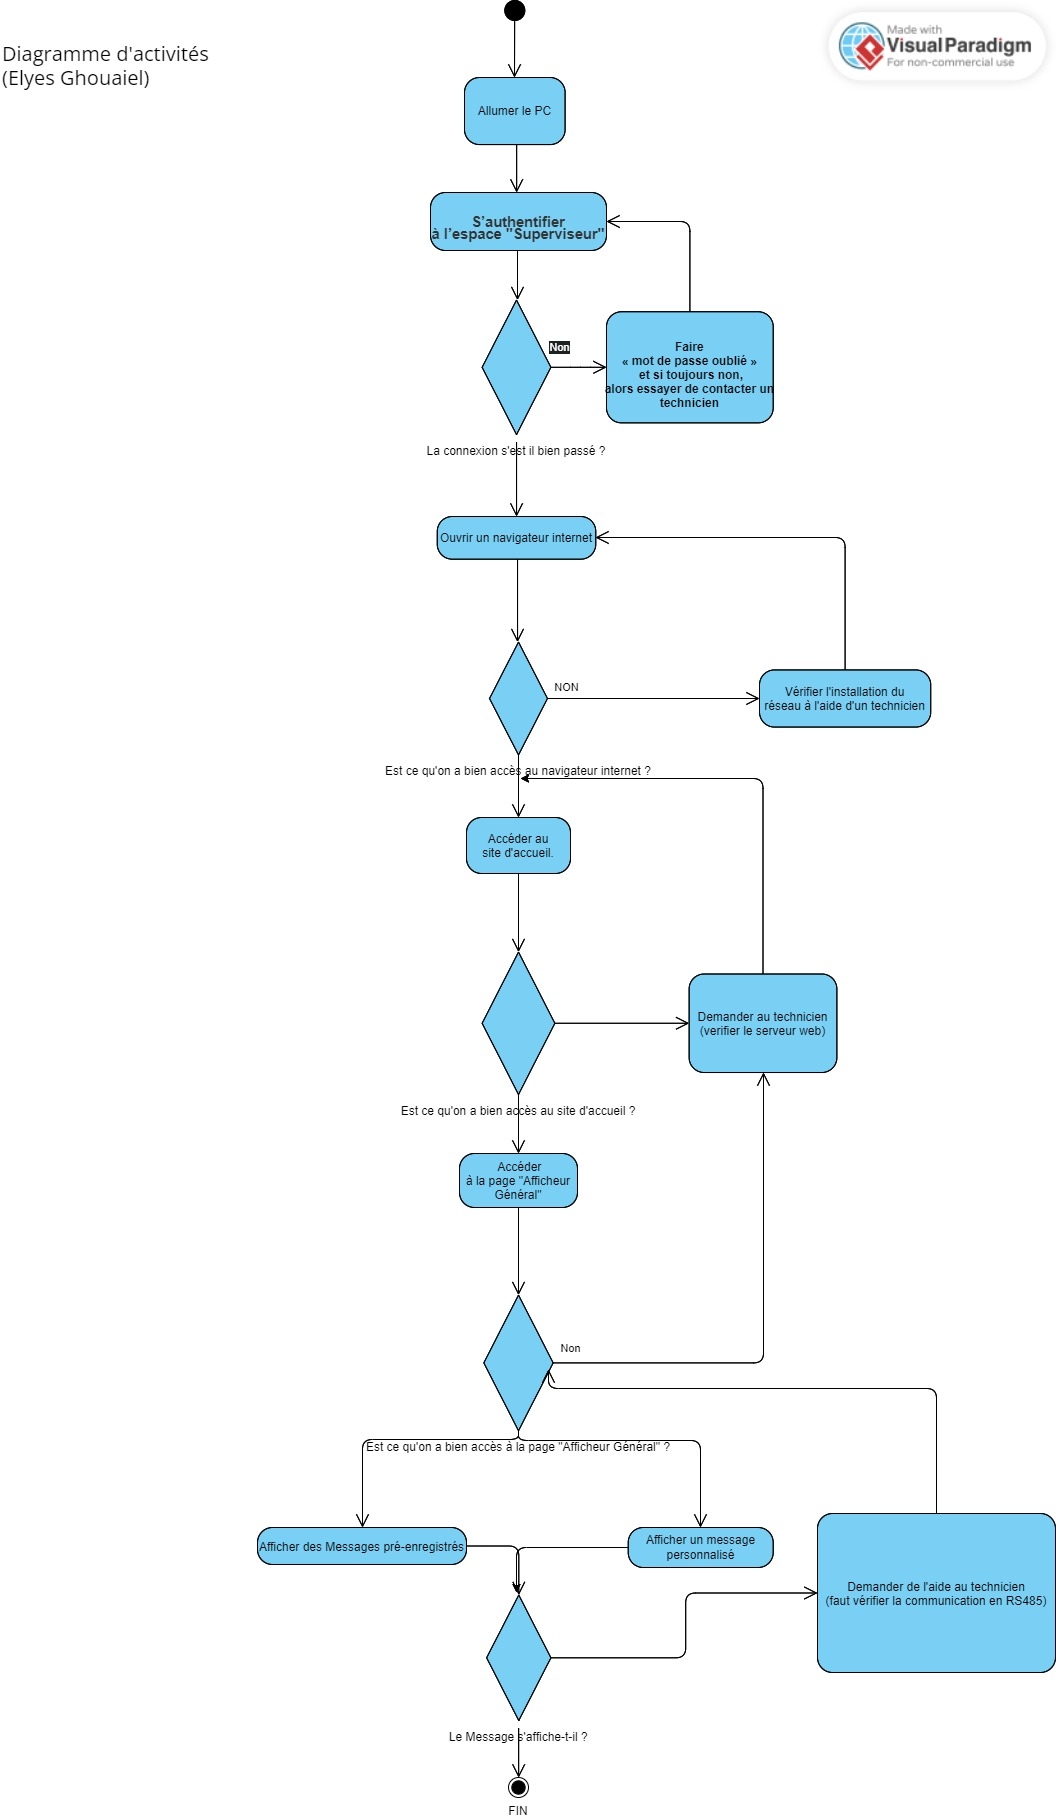 Diagramme d'activités
(Elyes Ghouaiel)
Made with
Visual Paradigm
For non-commercial use
Allumer le PC
S'authentifier
à l'espace "Superviseur"
Non
Faire
« mot de passe oublié »
et si toujours non,
alors essayer de contacter un
technicien
La connexion s'est il bien passé ?
Ouvrir un navigateur internet
NON
Vérifier l'installation du
réseau à l'aide d'un technicien
Est ce qu'on a bien accès au navigateur internet ?
Accéder au
site d'accueil.
Demander au technicien
(verifier le serveur web)
Est ce qu'on a bien accès au site d'accueil ?
Accéder
à la page "Afficheur
Général"
Non
Est ce qu'on a bien accès à la page "Afficheur Général" ?
Afficher des Messages pré-enregistrés
Afficher un message
personnalisé
Demander de l'aide au technicien
(faut vérifier la communication en RS485)
Le Message s'affiche-t-il ?
FIN